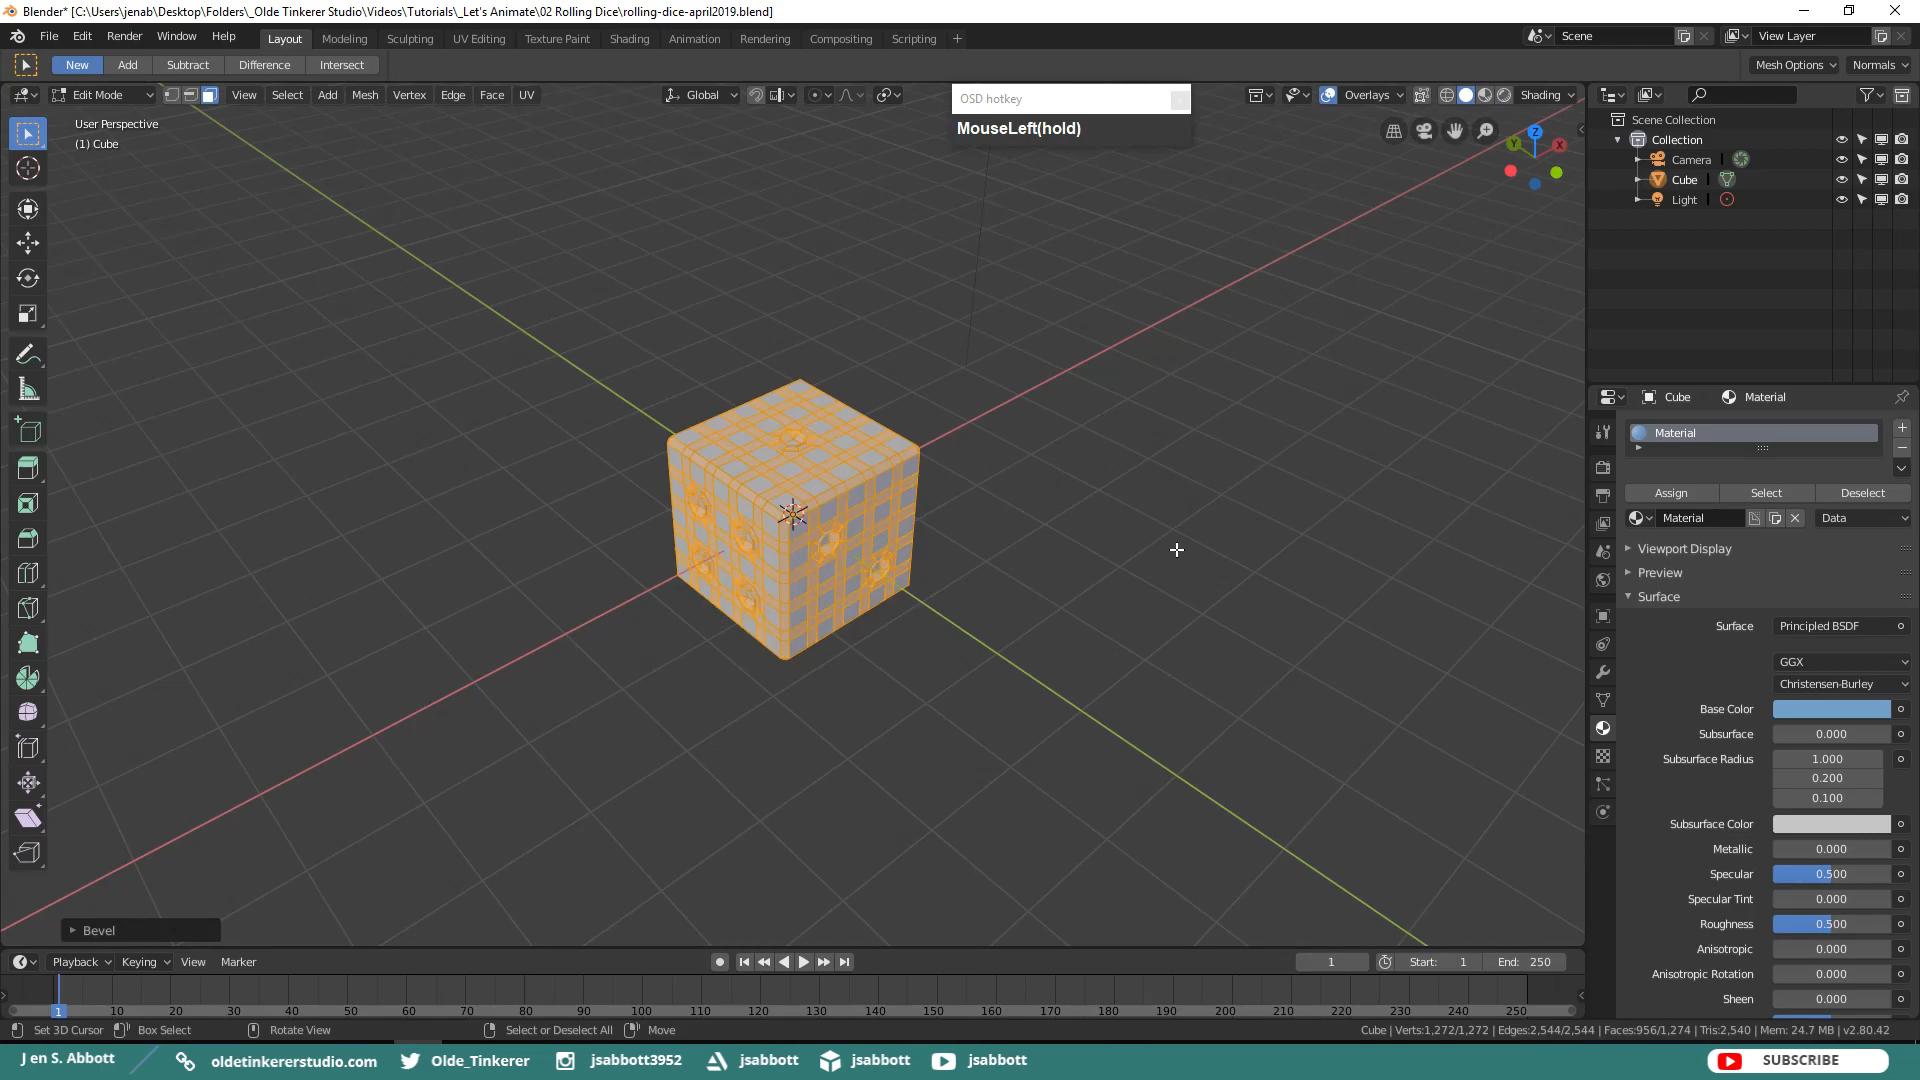 Blender* [C:\Users\jenab\Desktop\Folders\_Olde Tinkerer Studio\Videos\Tutorials\_Let's Animate\02 Rolling Dice\rolling-dice-april2019.blend]
File Edit Render Window Help Layout Modeling Sculpting UV Editing Texture Paint Shading Animation Rendering Compositing Scripting + Scene View Layer
New Add Subtract Difference Intersect Mesh Options Normals
Edit Mode View Select Add Mesh Vertex Edge Face UV Global Overlays Shading
OSD hotkey
MouseLeft(hold)
User Perspective
(1) Cube
Z
Y
X
Scene Collection
Collection
Camera
Cube
Light
Cube Material
Material
Assign Select Deselect
Material Data
Viewport Display
Preview
Surface
Surface Principled BSDF
GGX
Christensen-Burley
Base Color
Subsurface 0.000
Subsurface Radius 1.000
0.200
0.100
Subsurface Color
Metallic 0.000
Specular 0.500
Specular Tint 0.000
Roughness 0.500
Anisotropic 0.000
Anisotropic Rotation 0.000
Sheen 0.000
Bevel
Playback Keying View Marker 1 Start: 1 End: 250
1 10 20 30 40 50 60 70 80 90 100 110 120 130 140 150 160 170 180 190 200 210 220 230 240 250
Set 3D Cursor Box Select Rotate View Select or Deselect All Move Cube | Verts:1,272/1,272 | Edges:2,544/2,544 | Faces:956/1,274 | Tris:2,540 | Mem: 24.7 MB | v2.80.42
J en S. Abbott oldetinkererstudio.com Olde_Tinkerer jsabbott3952 jsabbott jsabbott jsabbott SUBSCRIBE